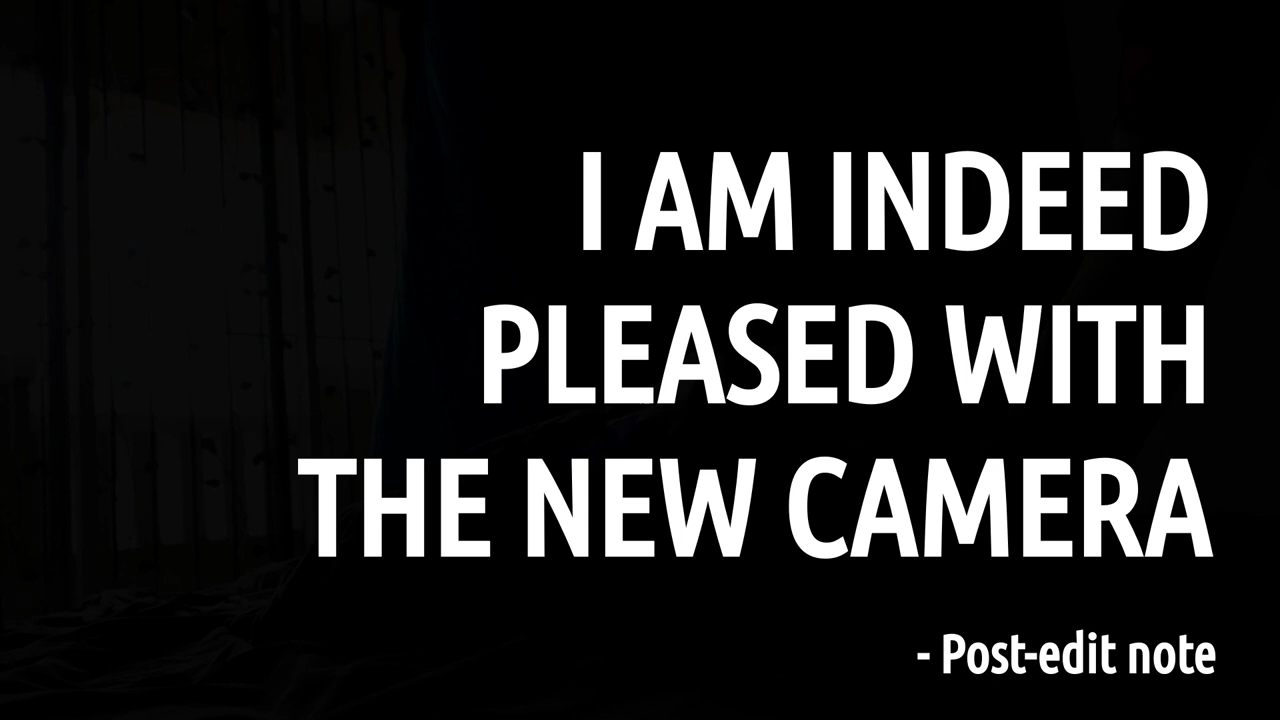 I AM INDEED
PLEASED WITH
THE NEW CAMERA
- Post-edit note